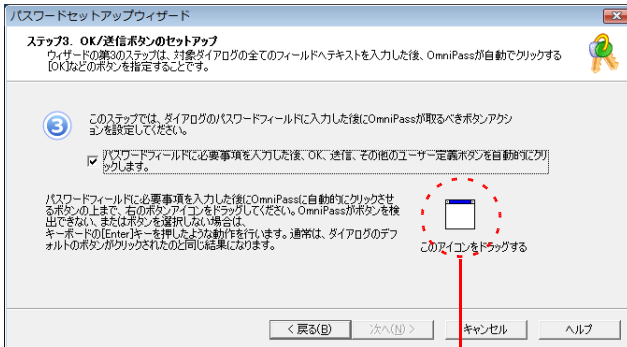 パスワードセットアップウィザード
ステップ3. OK/送信ボタンのセットアップ
ウィザードの第3のステップは、対象ダイアログの全てのフィールドへテキストを入力した後、OmniPassが自動でクリックする
[OK]などのボタンを指定することです。
3
このステップでは、ダイアログのパスワードフィールドに入力した後にOmniPassが取るべきボタンアクシ
ョンを設定してください。
パスワードフィールドに必要事項を入力した後、OK、送信、その他のユーザー定義ボタンを自動的にクリ
ックします。
パスワードフィールドに必要事項を入力した後にOmniPassに自動的にクリックさせ
るボタンの上まで、右のボタンアイコンをドラッグしてください。OmniPassがボタンを検
出できない、またはボタンを選択しない場合は、
キーボードの[Enter]キーを押したような動作を行います。通常は、ダイアログのデフ
ォルトのボタンがクリックされたのと同じ結果になります。
このアイコンをドラッグする
< 戻る(B)
次へ(N) >
キャンセル
ヘルプ